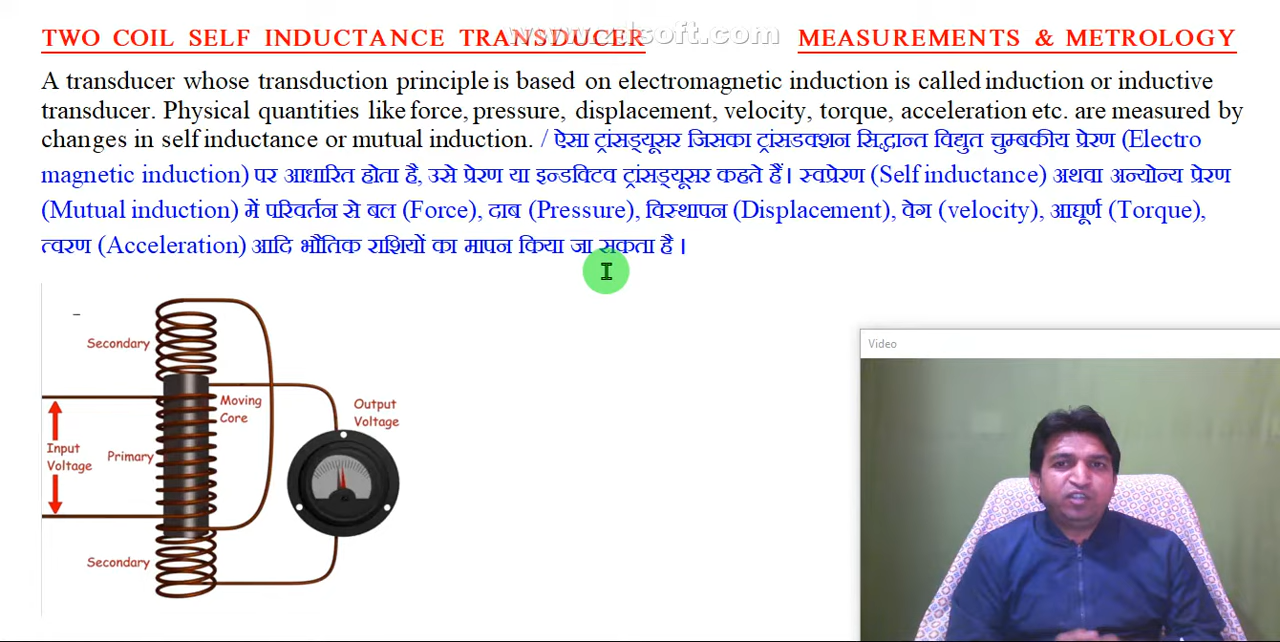 www.zdsoft.com
TWO COIL SELF INDUCTANCE TRANSDUCER MEASUREMENTS & METROLOGY
A transducer whose transduction principle is based on electromagnetic induction is called induction or inductive
transducer. Physical quantities like force, pressure, displacement, velocity, torque, acceleration etc. are measured by
changes in self inductance or mutual induction. / ऐसा ट्रांसड्यूसर जिसका ट्रांसडक्शन सिद्धान्त विद्युत चुम्बकीय प्रेरण (Electro
magnetic induction) पर आधारित होता है, उसे प्रेरण या इन्डक्टिव ट्रांसड्यूसर कहते हैं। स्वप्रेरण (Self inductance) अथवा अन्योन्य प्रेरण
(Mutual induction) में परिवर्तन से बल (Force), दाब (Pressure), विस्थापन (Displacement), वेग (velocity), आघूर्ण (Torque),
त्वरण (Acceleration) आदि भौतिक राशियों का मापन किया जा सकता है।
Secondary
Moving
Core
Output
Voltage
Input
Voltage
Primary
Secondary
Video